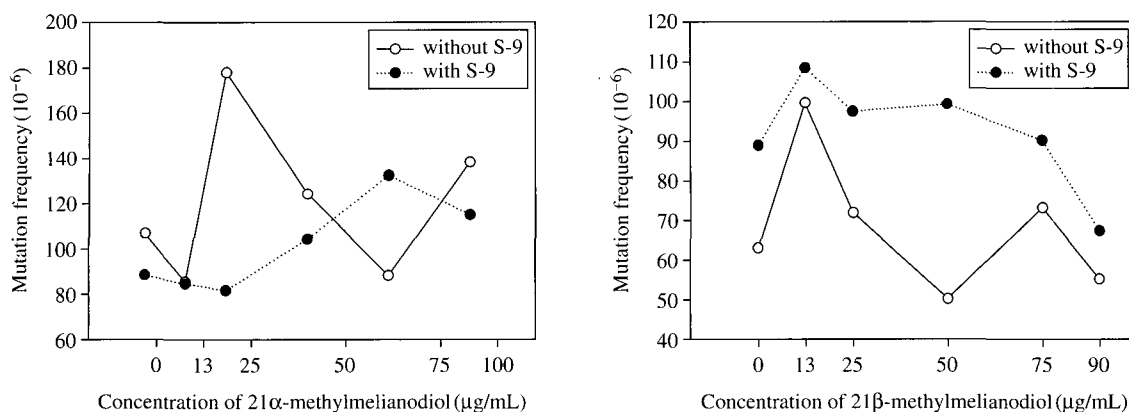 200
180
160
140
120
100
80
60
Mutation frequency (10⁻⁶)
without S-9
with S-9
0 13 25 50 75 100
Concentration of 21α-methylmelianodiol (μg/mL)
120
110
100
90
80
70
60
50
40
Mutation frequency (10⁻⁶)
without S-9
with S-9
0 13 25 50 75 90
Concentration of 21β-methylmelianodiol (μg/mL)